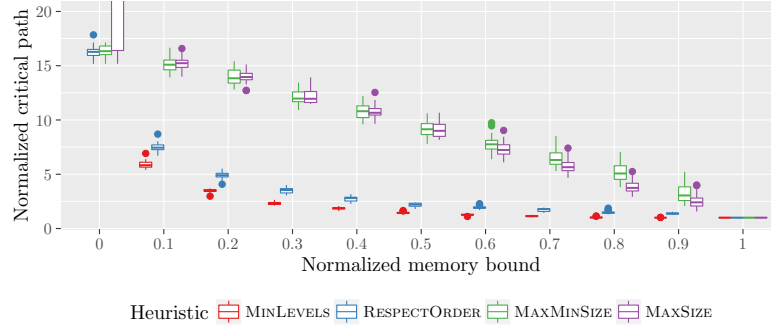 20
15
10
5
0
Normalized critical path
0 0.1 0.2 0.3 0.4 0.5 0.6 0.7 0.8 0.9 1
Normalized memory bound
Heuristic MINLEVELS RESPECTORDER MAXMINSIZE MAXSIZE